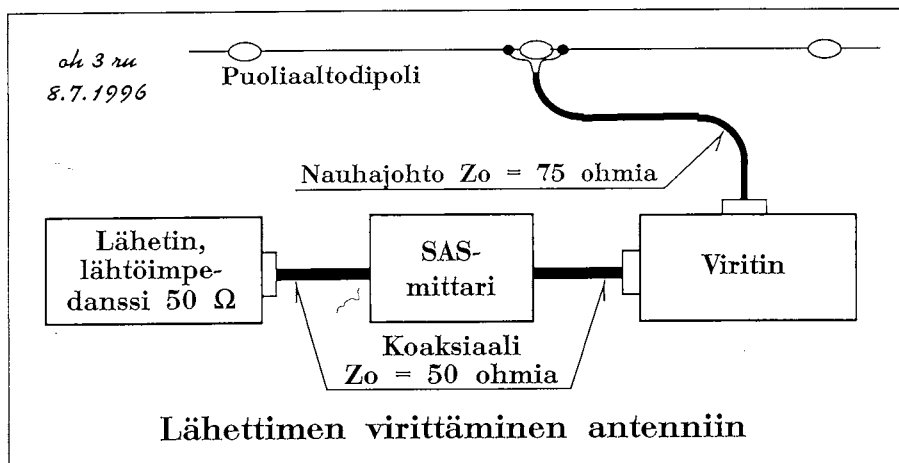 oh 3 ru
8.7.1996
Puoliaaltodipoli
Nauhajohto Zo = 75 ohmia
Lähetin,
lähtöimpe-
danssi 50 Ω
SAS-
mittari
Viritin
Koaksiaali
Zo = 50 ohmia
Lähettimen virittäminen antenniin